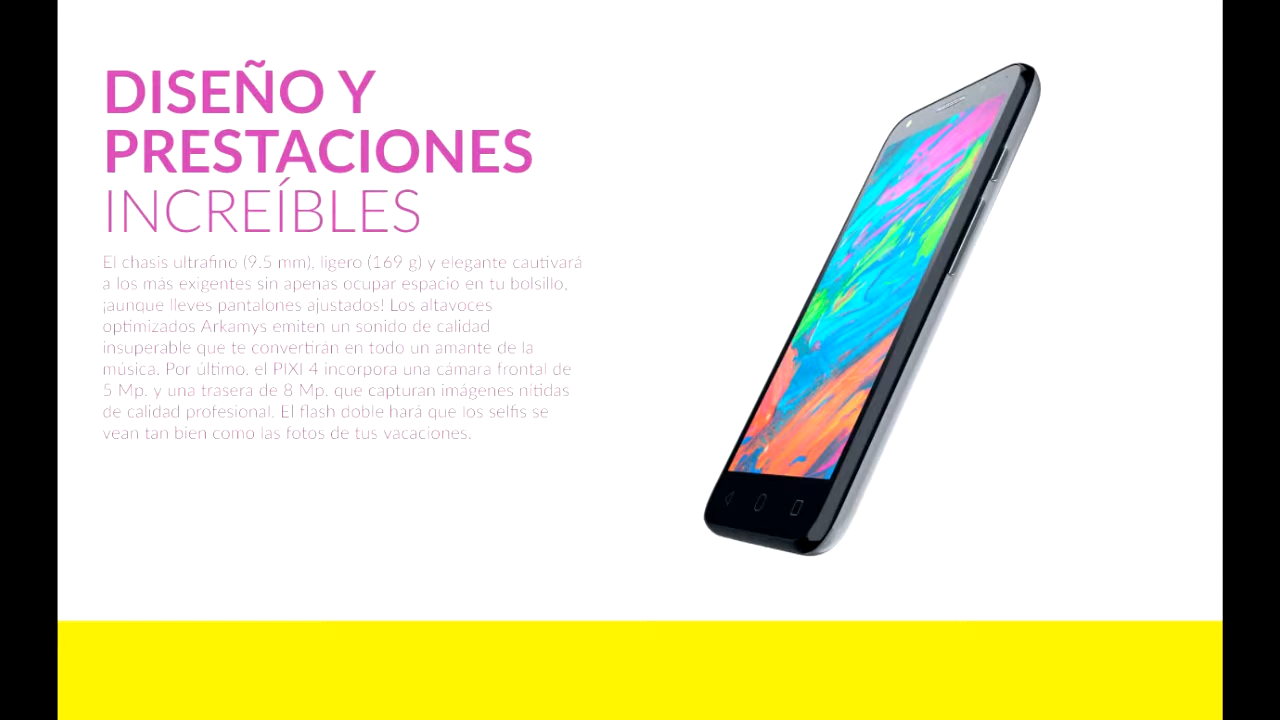 DISEÑO Y
PRESTACIONES
INCREÍBLES
El chasis ultrafino (9.5 mm), ligero (169 g) y elegante cautivará
a los más exigentes sin apenas ocupar espacio en tu bolsillo,
¡aunque lleves pantalones ajustados! Los altavoces
optimizados Arkamys emiten un sonido de calidad
insuperable que te convertirán en todo un amante de la
música. Por último, el PIXI 4 incorpora una cámara frontal de
5 Mp. y una trasera de 8 Mp. que capturan imágenes nítidas
de calidad profesional. El flash doble hará que los selfis se
vean tan bien como las fotos de tus vacaciones.